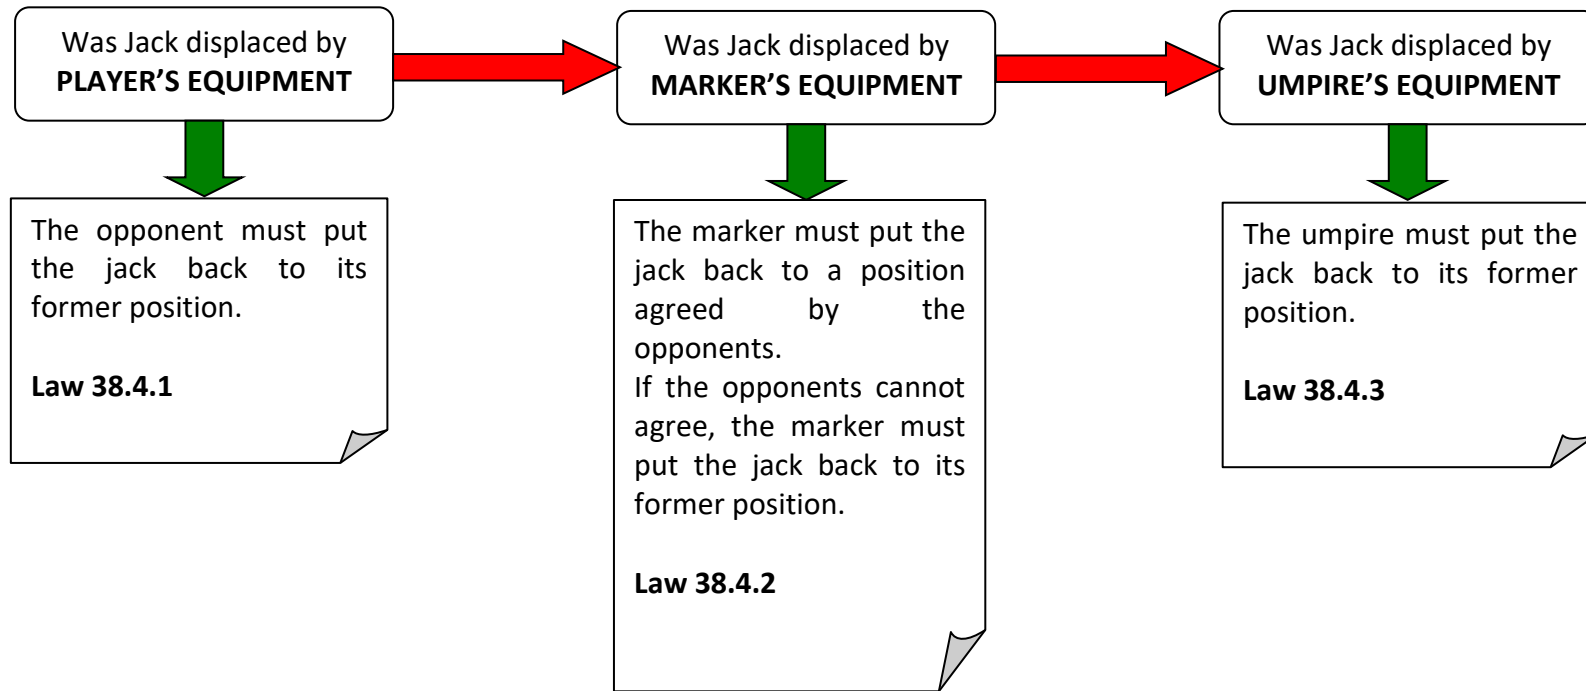 Was Jack displaced by
PLAYER'S EQUIPMENT
The opponent must put
the jack back to its
former position.
Law 38.4.1
Was Jack displaced by
MARKER'S EQUIPMENT
The marker must put the
jack back to a position
agreed by the
opponents.
If the opponents cannot
agree, the marker must
put the jack back to its
former position.
Law 38.4.2
Was Jack displaced by
UMPIRE'S EQUIPMENT
The umpire must put the
jack back to its former
position.
Law 38.4.3